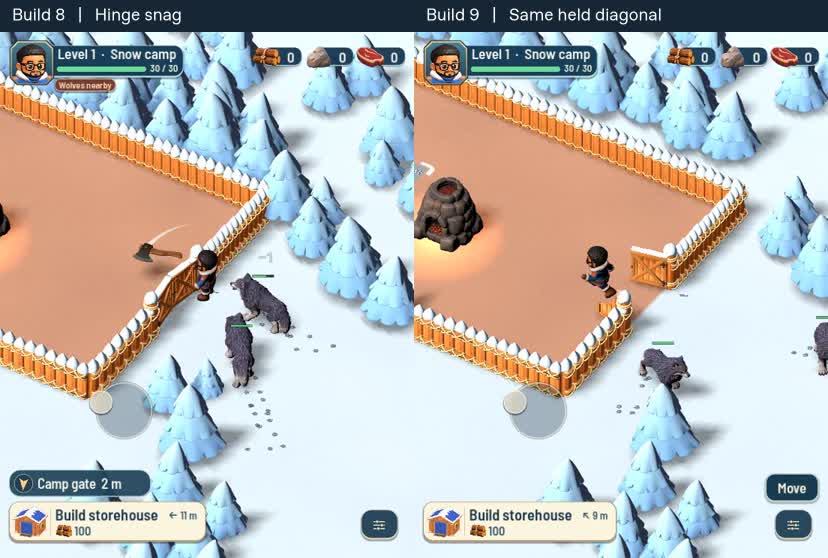 Build 8 | Hinge snag
Level 1 · Snow camp
30 / 30
Wolves nearby
0
0
0
-1
Camp gate 2 m
Build storehouse ← 11 m
100
Build 9 | Same held diagonal
Level 1 · Snow camp
30 / 30
0
0
0
Move
Build storehouse ↖ 9 m
100